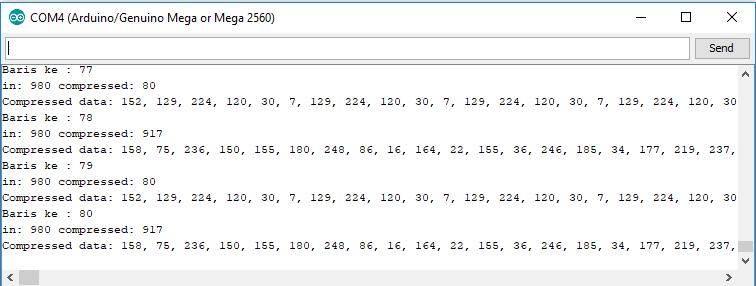 COM4 (Arduino/Genuino Mega or Mega 2560)
Send
Baris ke : 77
in: 980 compressed: 80
Compressed data: 152, 129, 224, 120, 30, 7, 129, 224, 120, 30, 7, 129, 224, 120, 30, 7, 129, 224, 120, 30
Baris ke : 78
in: 980 compressed: 917
Compressed data: 158, 75, 236, 150, 155, 180, 248, 86, 16, 164, 22, 155, 36, 246, 185, 34, 177, 219, 237,
Baris ke : 79
in: 980 compressed: 80
Compressed data: 152, 129, 224, 120, 30, 7, 129, 224, 120, 30, 7, 129, 224, 120, 30, 7, 129, 224, 120, 30
Baris ke : 80
in: 980 compressed: 917
Compressed data: 158, 75, 236, 150, 155, 180, 248, 86, 16, 164, 22, 155, 36, 246, 185, 34, 177, 219, 237,